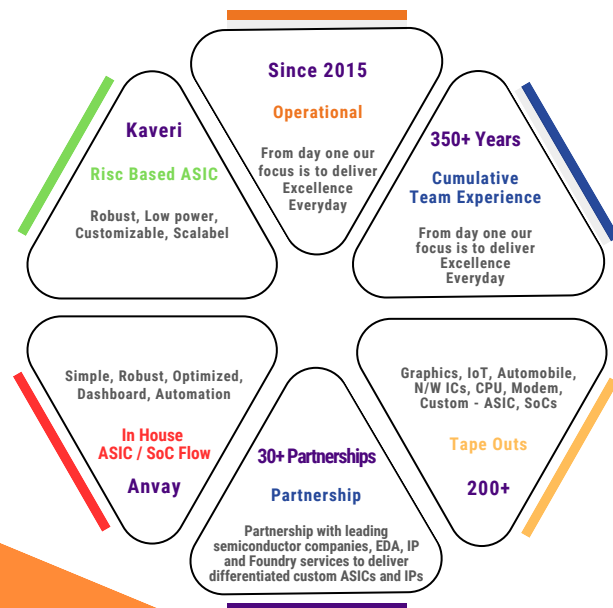 Since 2015
Operational
From day one our
focus is to deliver
Excellence
Everyday
Kaveri
Risc Based ASIC
Robust, Low power,
Customizable, Scalabel
350+ Years
Cumulative
Team Experience
From day one our
focus is to deliver
Excellence
Everyday
Simple, Robust, Optimized,
Dashboard, Automation
In House
ASIC / SoC Flow
Anvay
30+ Partnerships
Partnership
Partnership with leading
semiconductor companies, EDA, IP
and Foundry services to deliver
differentiated custom ASICs and IPs
Graphics, IoT, Automobile,
N/W ICs, CPU, Modem,
Custom - ASIC, SoCs
Tape Outs
200+